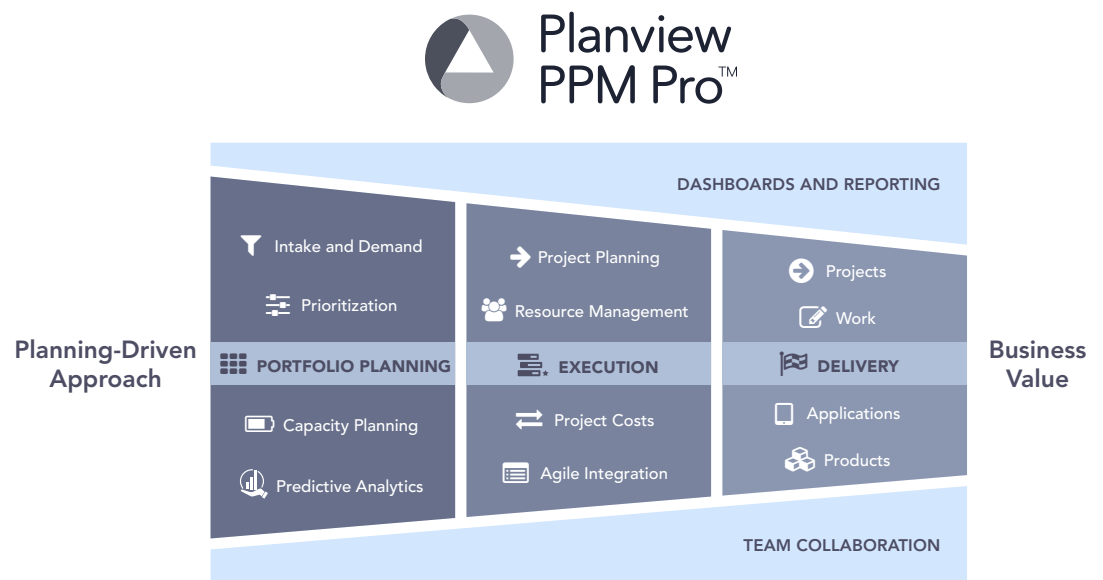 Planview
PPM Pro™
DASHBOARDS AND REPORTING
Planning-Driven
Approach
Intake and Demand
Prioritization
PORTFOLIO PLANNING
Capacity Planning
Predictive Analytics
Project Planning
Resource Management
EXECUTION
Project Costs
Agile Integration
Projects
Work
DELIVERY
Applications
Products
Business
Value
TEAM COLLABORATION